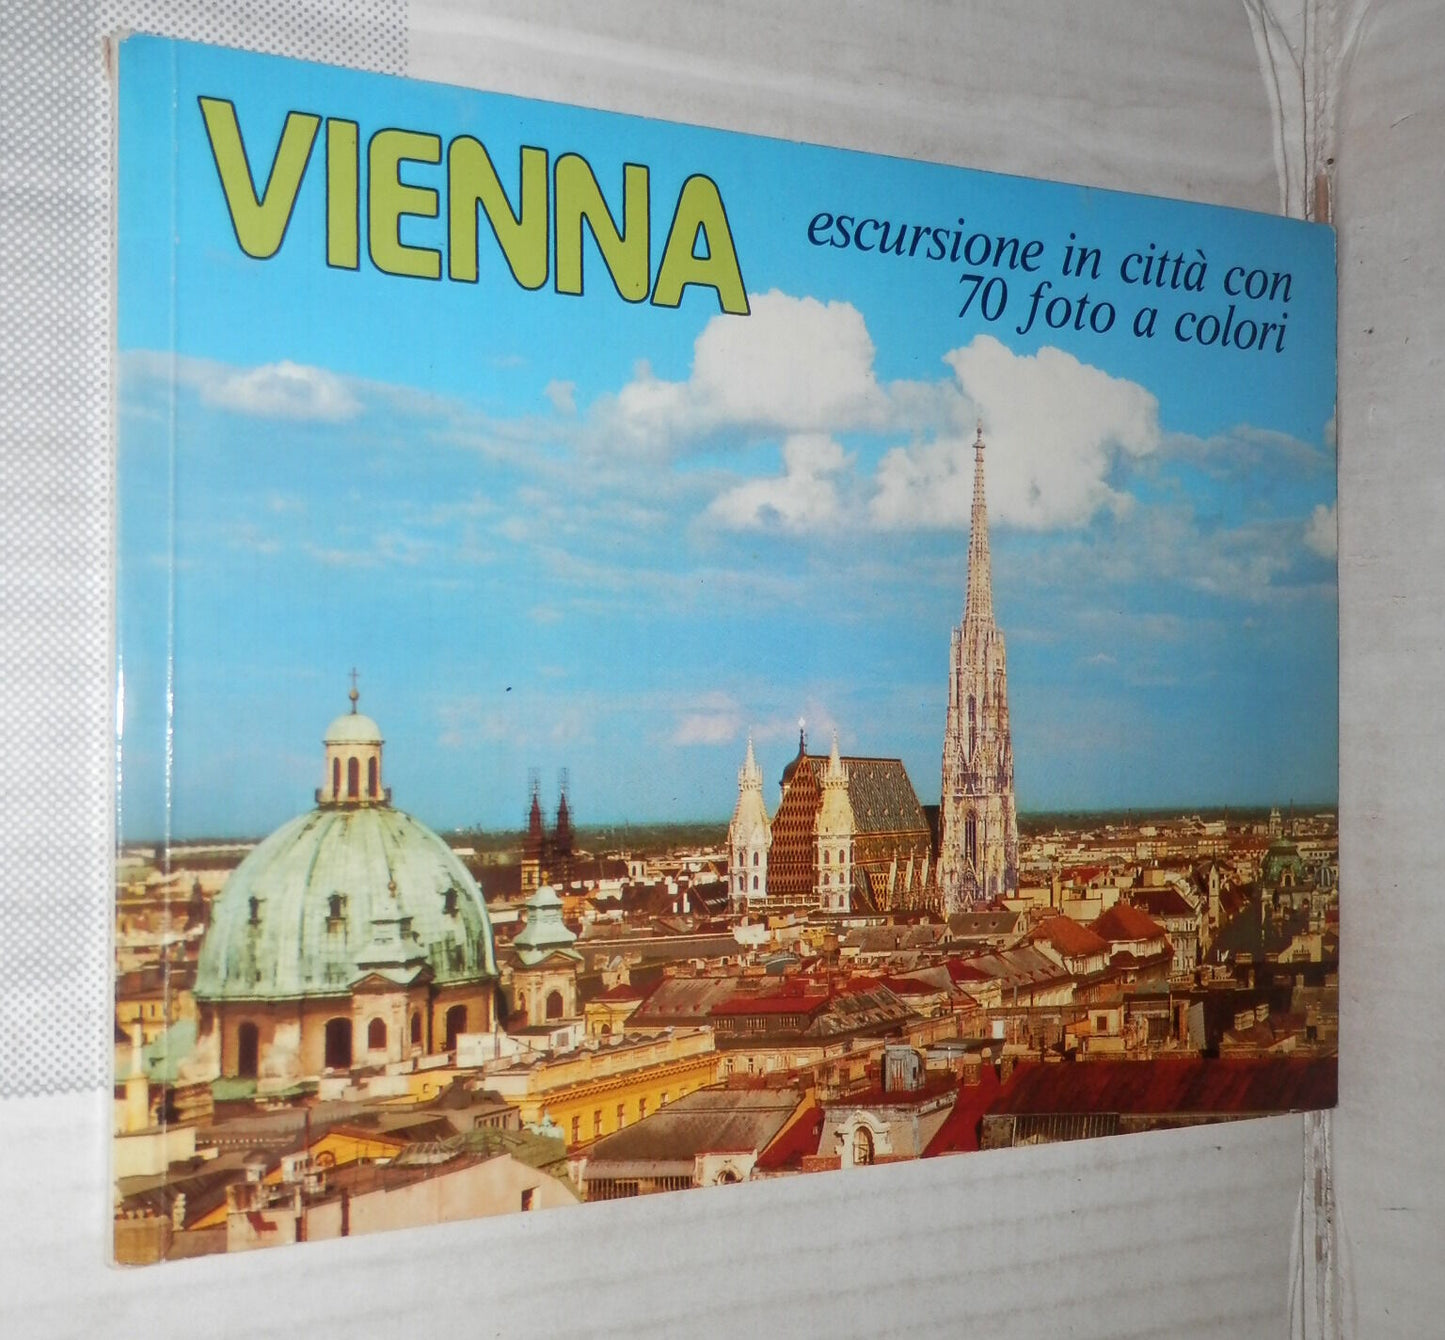 VIENNA
escursione in città con
70 foto a colori